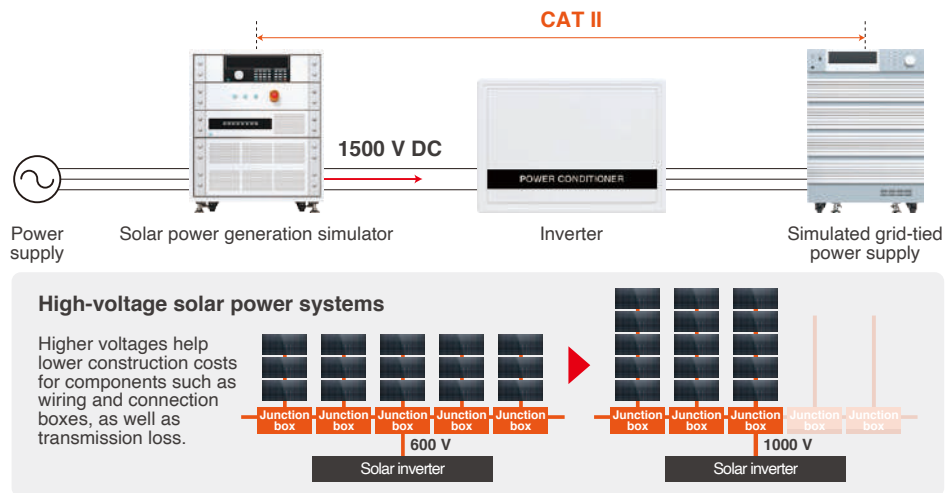 CAT II
1500 V DC
POWER CONDITIONER
Power
supply
Solar power generation simulator
Inverter
Simulated grid-tied
power supply
High-voltage solar power systems
Higher voltages help
lower construction costs
for components such as
wiring and connection
boxes, as well as
transmission loss.
Junction
box
Junction
box
Junction
box
Junction
box
Junction
box
600 V
Solar inverter
Junction
box
Junction
box
Junction
box
Junction
box
Junction
box
1000 V
Solar inverter